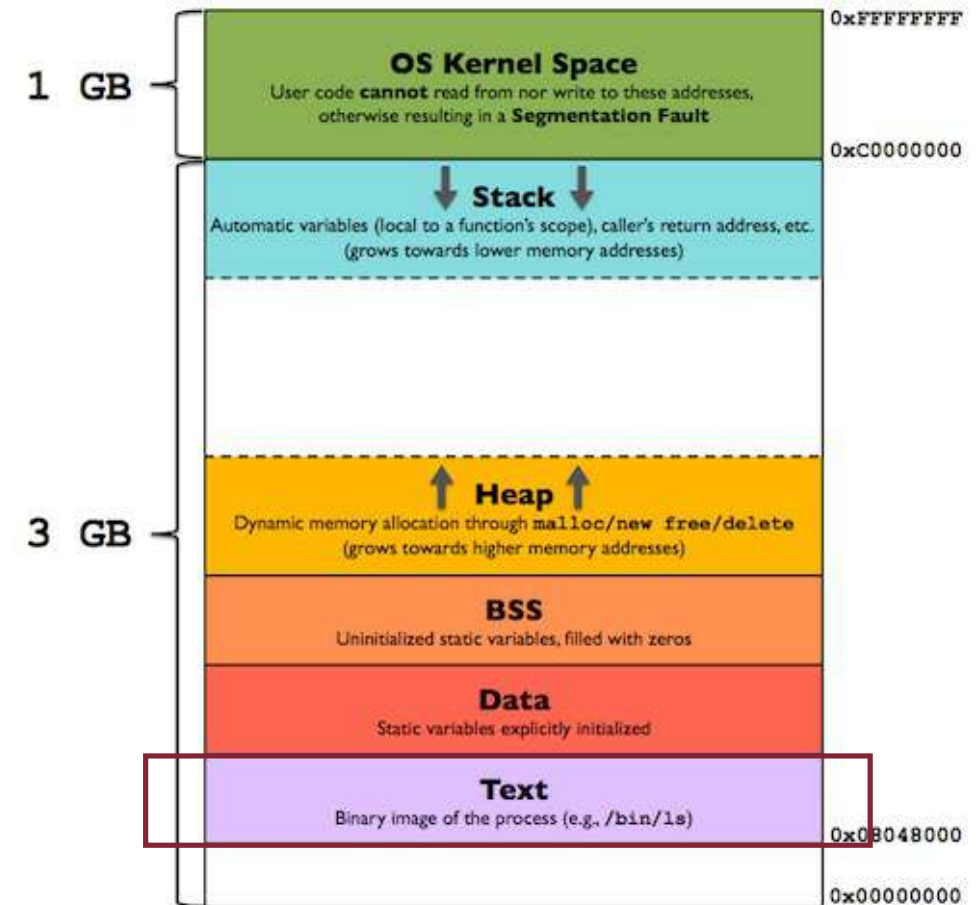 0xFFFFFFFF
OS Kernel Space
1 GB
User code cannot read from nor write to these addresses,
otherwise resulting in a Segmentation Fault
0xC0000000
Stack
Automatic variables (local to a function's scope), caller's return address, etc.
(grows towards lower memory addresses)
Heap
3 GB
Dynamic memory allocation through malloc/new free/delete
(grows towards higher memory addresses)
BSS
Uninitialized static variables, filled with zeros
Data
Static variables explicitly initialized
Text
Binary image of the process (e.g., /bin/ls)
0x08048000
0x00000000